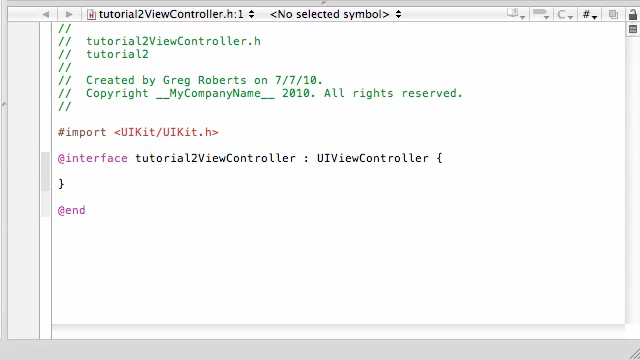 tutorial2ViewController.h:1 <No selected symbol> C #
//
// tutorial2ViewController.h
// tutorial2
//
// Created by Greg Roberts on 7/7/10.
// Copyright __MyCompanyName__ 2010. All rights reserved.
//
#import <UIKit/UIKit.h>
@interface tutorial2ViewController : UIViewController {
}
@end